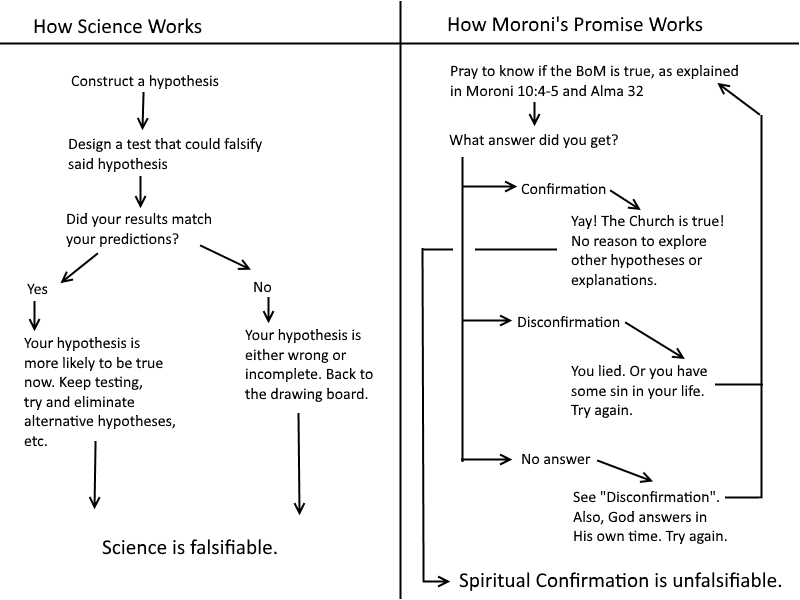 How Science Works
Construct a hypothesis
Design a test that could falsify
said hypothesis
Did your results match
your predictions?
Yes
No
Your hypothesis is
more likely to be true
now. Keep testing,
try and eliminate
alternative hypotheses,
etc.
Your hypothesis is
either wrong or
incomplete. Back to
the drawing board.
Science is falsifiable.
How Moroni's Promise Works
Pray to know if the BoM is true, as explained
in Moroni 10:4-5 and Alma 32
What answer did you get?
Confirmation
Yay! The Church is true!
No reason to explore
other hypotheses or
explanations.
Disconfirmation
You lied. Or you have
some sin in your life.
Try again.
No answer
See "Disconfirmation".
Also, God answers in
His own time. Try again.
Spiritual Confirmation is unfalsifiable.